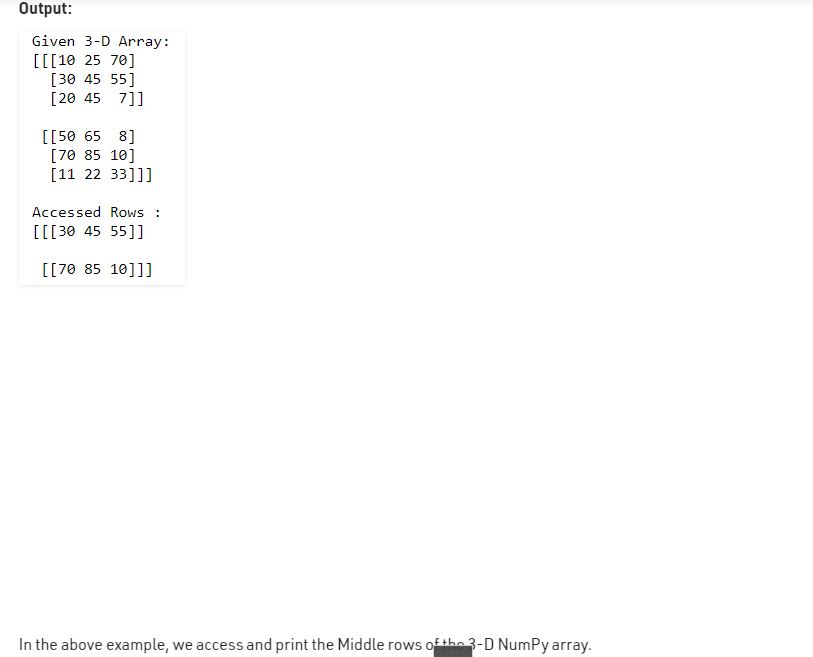 Output:
Given 3-D Array:
[[[10 25 70]
  [30 45 55]
  [20 45  7]]

 [[50 65  8]
  [70 85 10]
  [11 22 33]]]

Accessed Rows :
[[[30 45 55]]

 [[70 85 10]]]
In the above example, we access and print the Middle rows of the 3-D NumPy array.